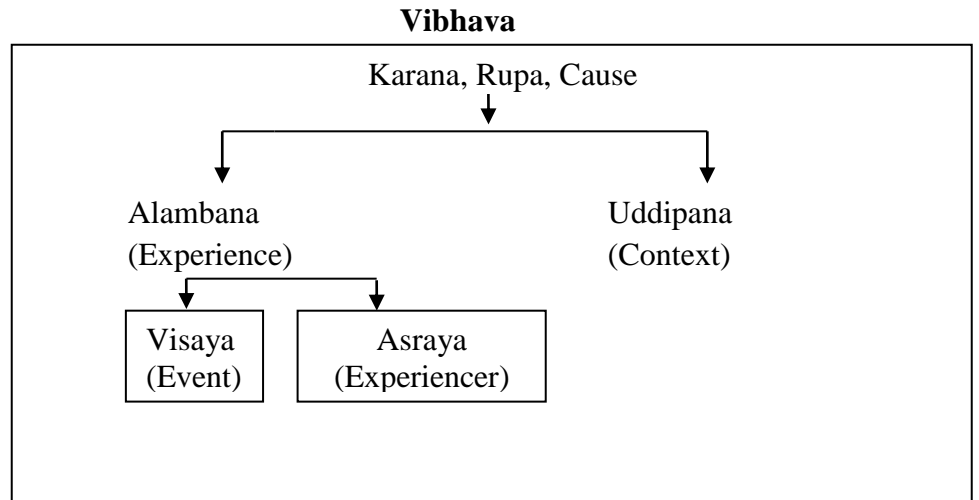 Vibhava
Karana, Rupa, Cause
Alambana
(Experience)
Uddipana
(Context)
Visaya
(Event)
Asraya
(Experiencer)